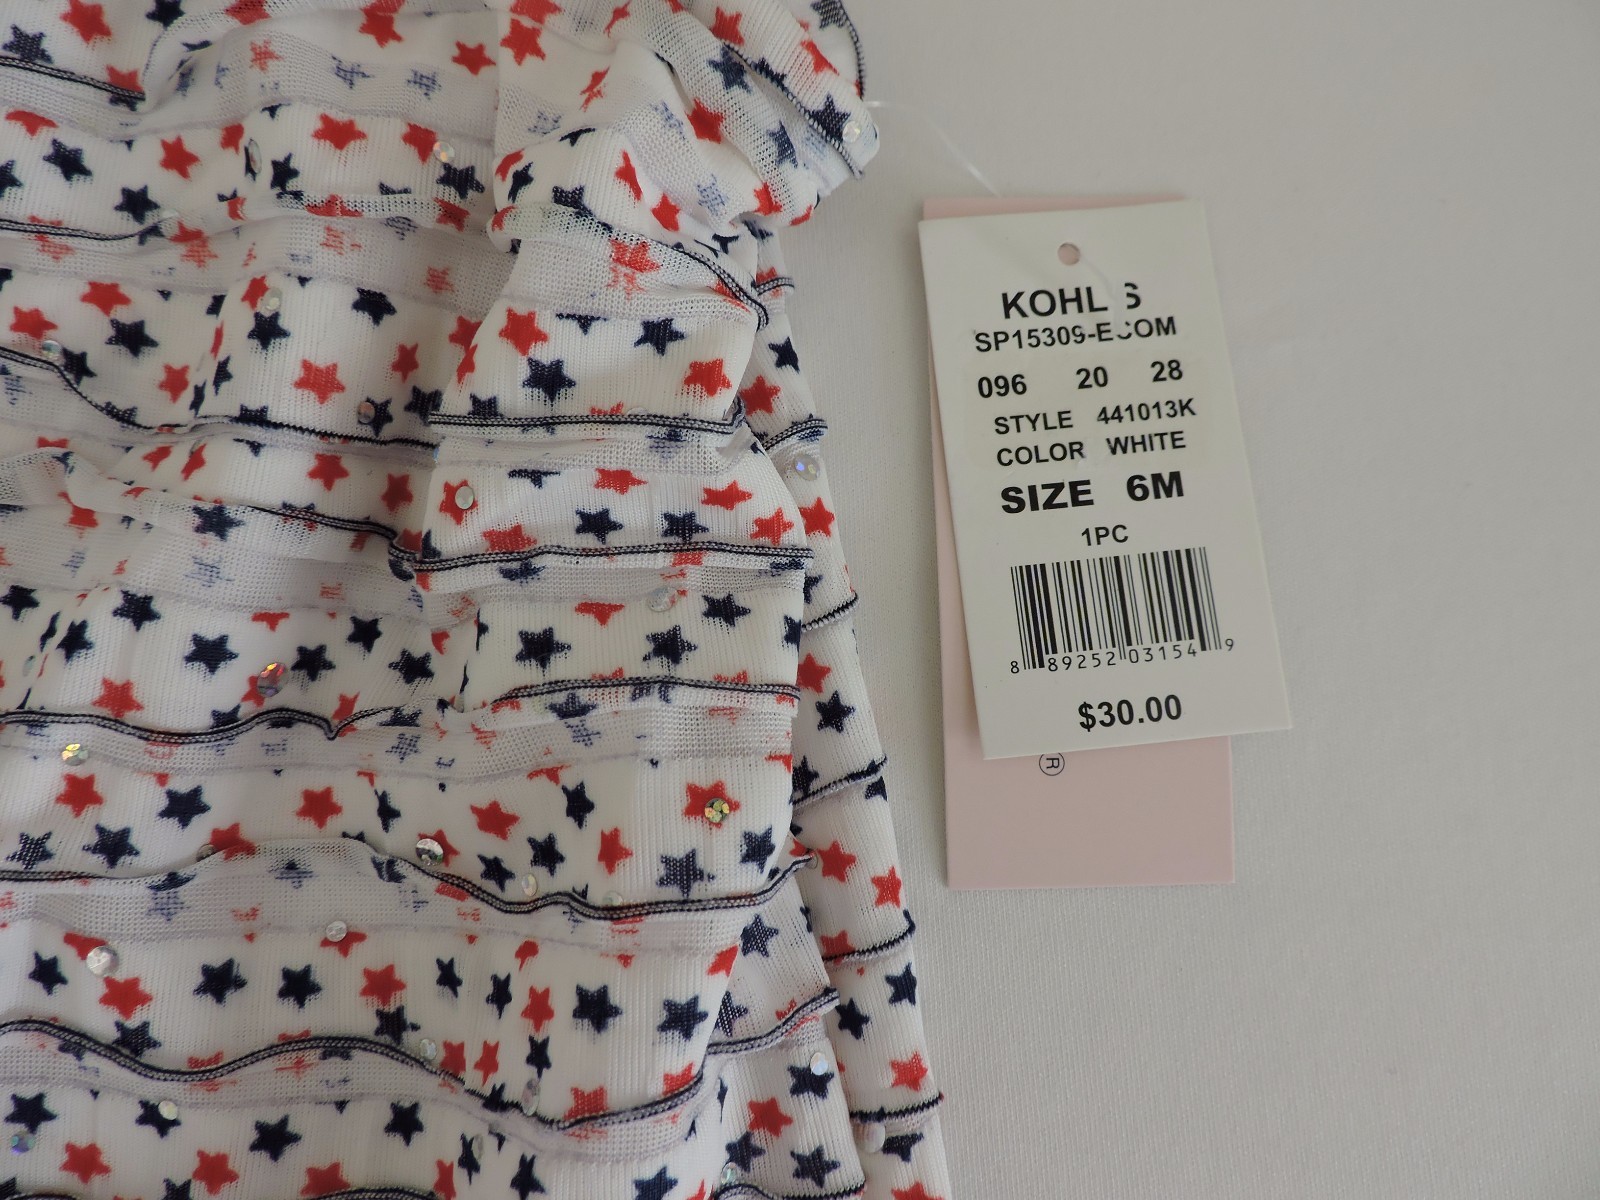 KOHL S
SP15309-ECOM
096 20 28
STYLE 441013K
COLOR WHITE
SIZE 6M
1PC
8 89252 03154 9
$30.00
®